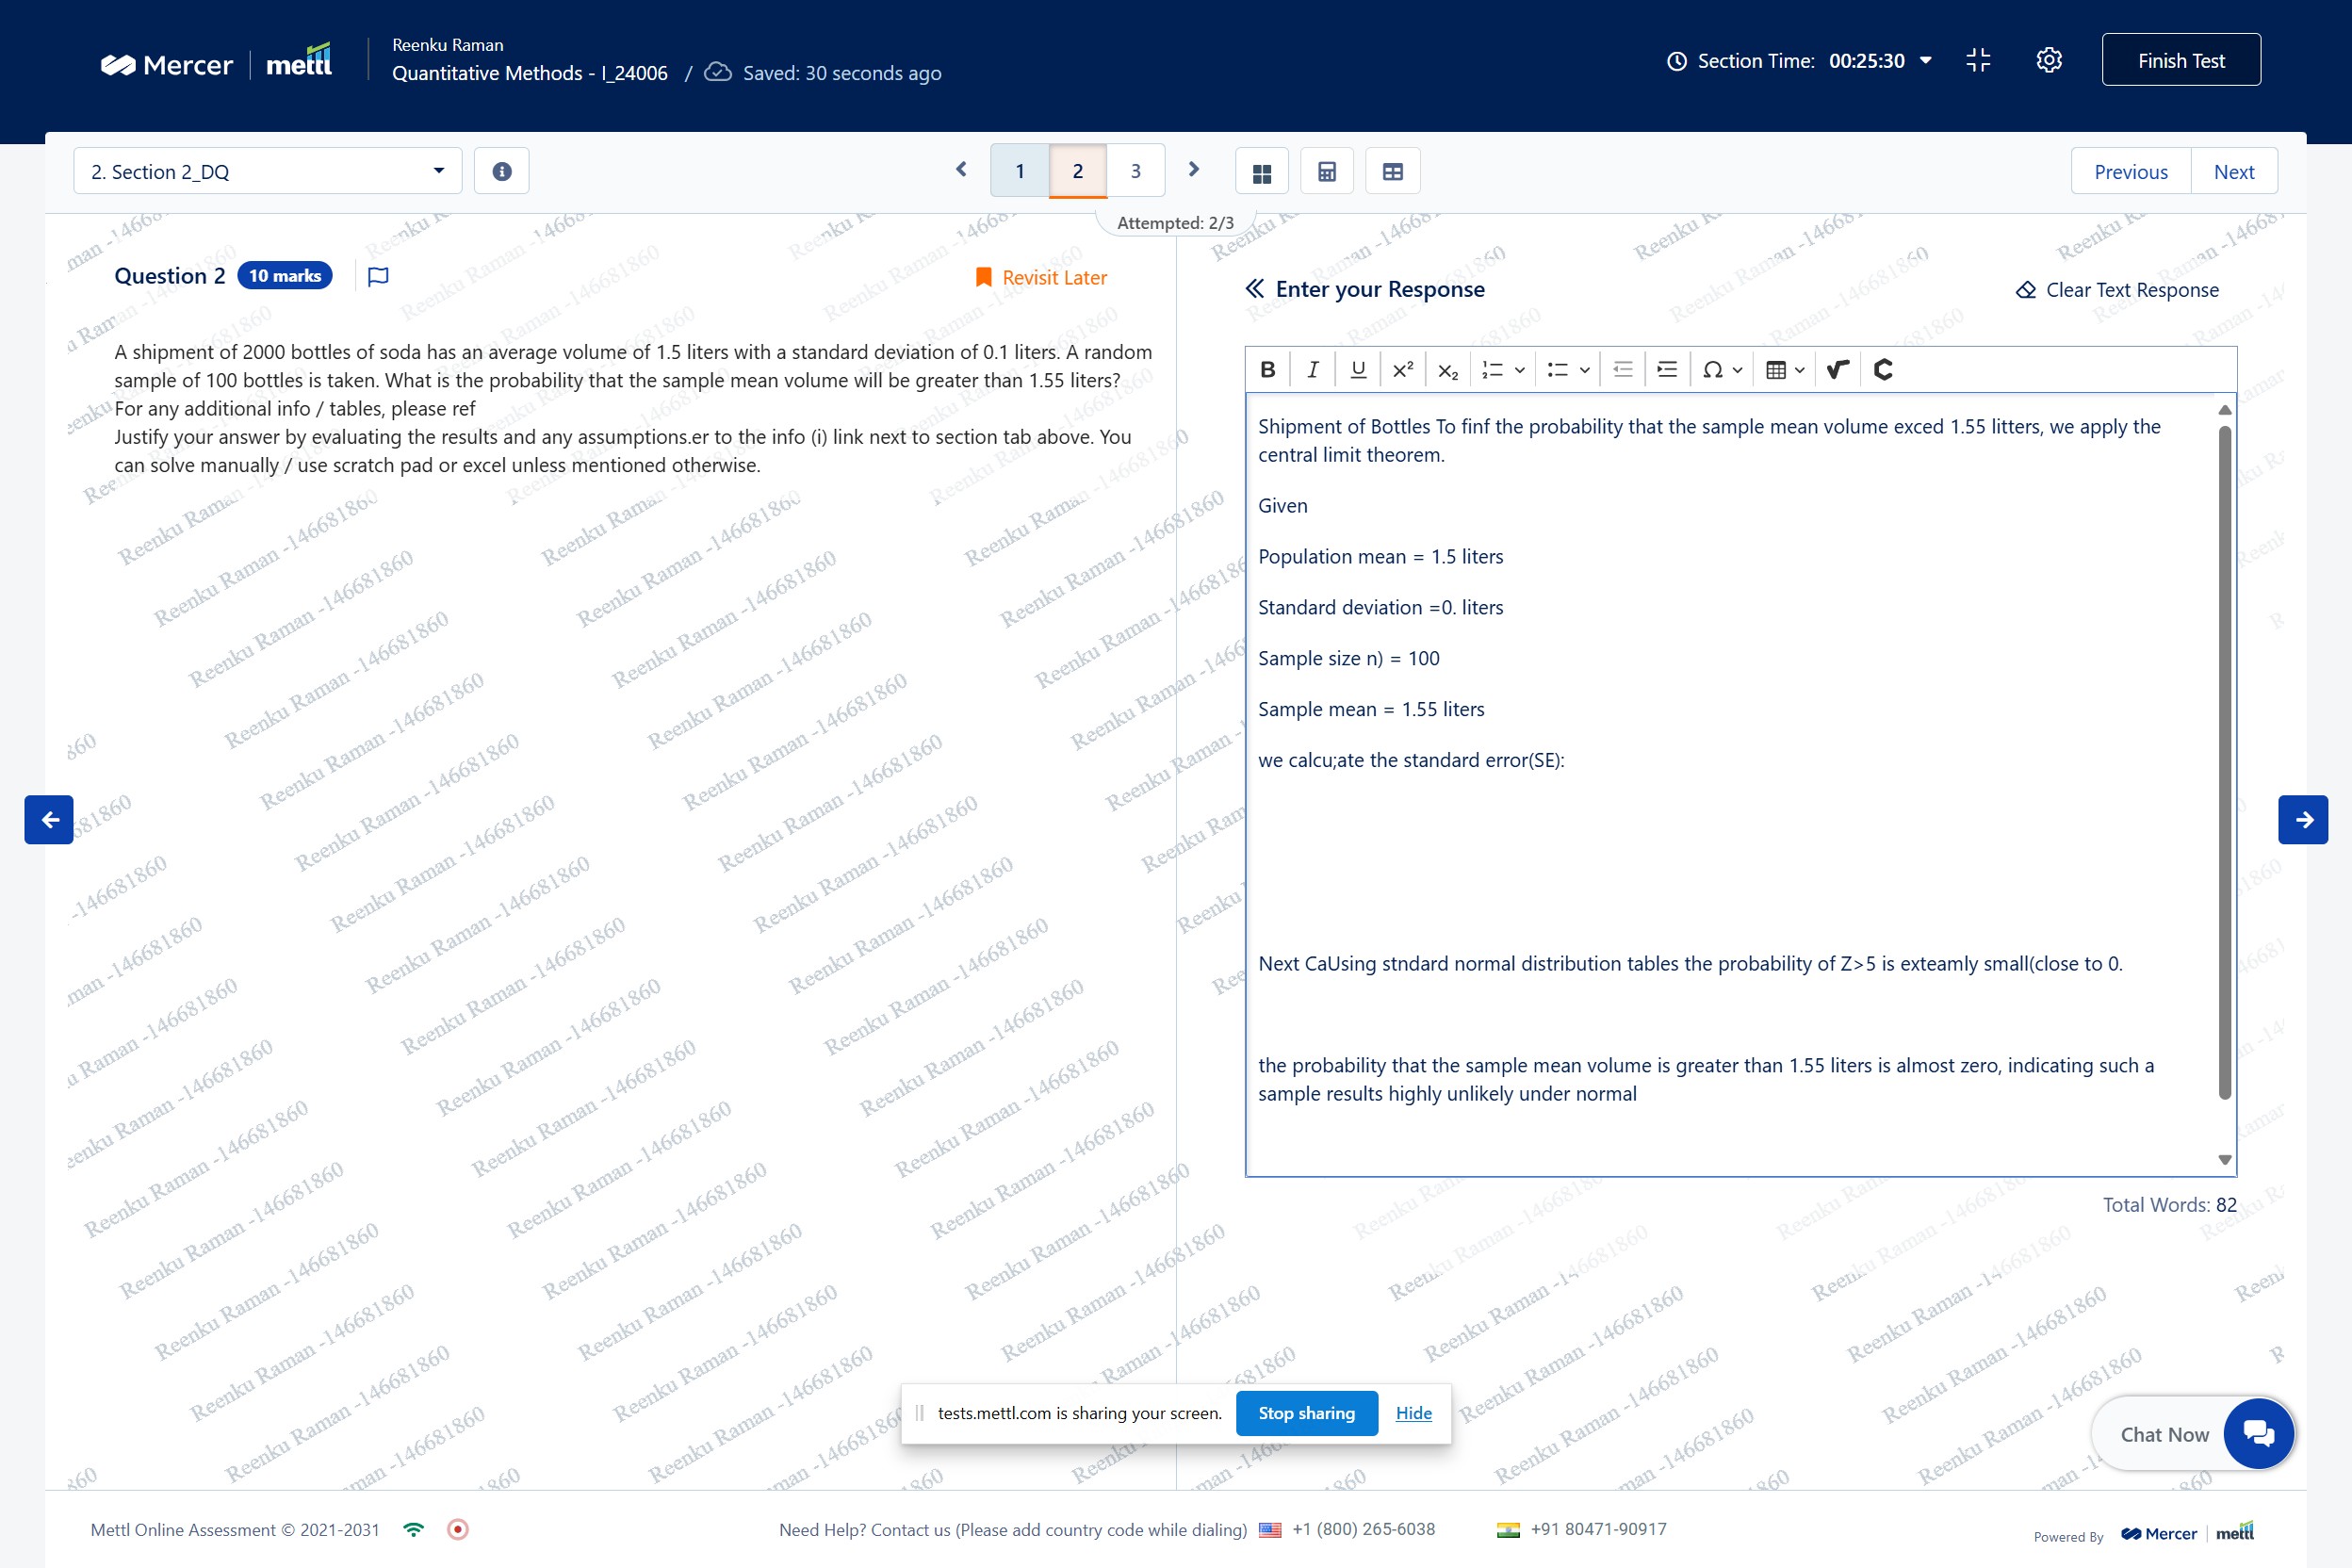 Mercer mettl
Reenku Raman
Quantitative Methods - I_24006 / Saved: 30 seconds ago
Section Time: 00:25:30
Finish Test
2. Section 2_DQ
1 2 3
Previous Next
Attempted: 2/3
Question 2 10 marks
Revisit Later
A shipment of 2000 bottles of soda has an average volume of 1.5 liters with a standard deviation of 0.1 liters. A random
sample of 100 bottles is taken. What is the probability that the sample mean volume will be greater than 1.55 liters?
For any additional info / tables, please ref
Justify your answer by evaluating the results and any assumptions.er to the info (i) link next to section tab above. You
can solve manually / use scratch pad or excel unless mentioned otherwise.
Enter your Response
Clear Text Response
B I U x² x₂ Ω
Shipment of Bottles To finf the probability that the sample mean volume exced 1.55 litters, we apply the
central limit theorem.
Given
Population mean = 1.5 liters
Standard deviation =0. liters
Sample size n) = 100
Sample mean = 1.55 liters
we calcu;ate the standard error(SE):
Next CaUsing stndard normal distribution tables the probability of Z>5 is exteamly small(close to 0.
the probability that the sample mean volume is greater than 1.55 liters is almost zero, indicating such a
sample results highly unlikely under normal
Total Words: 82
Reenku Raman -146681860
tests.mettl.com is sharing your screen. Stop sharing Hide
Chat Now
Mettl Online Assessment © 2021-2031
Need Help? Contact us (Please add country code while dialing) +1 (800) 265-6038 +91 80471-90917
Powered By Mercer mettl